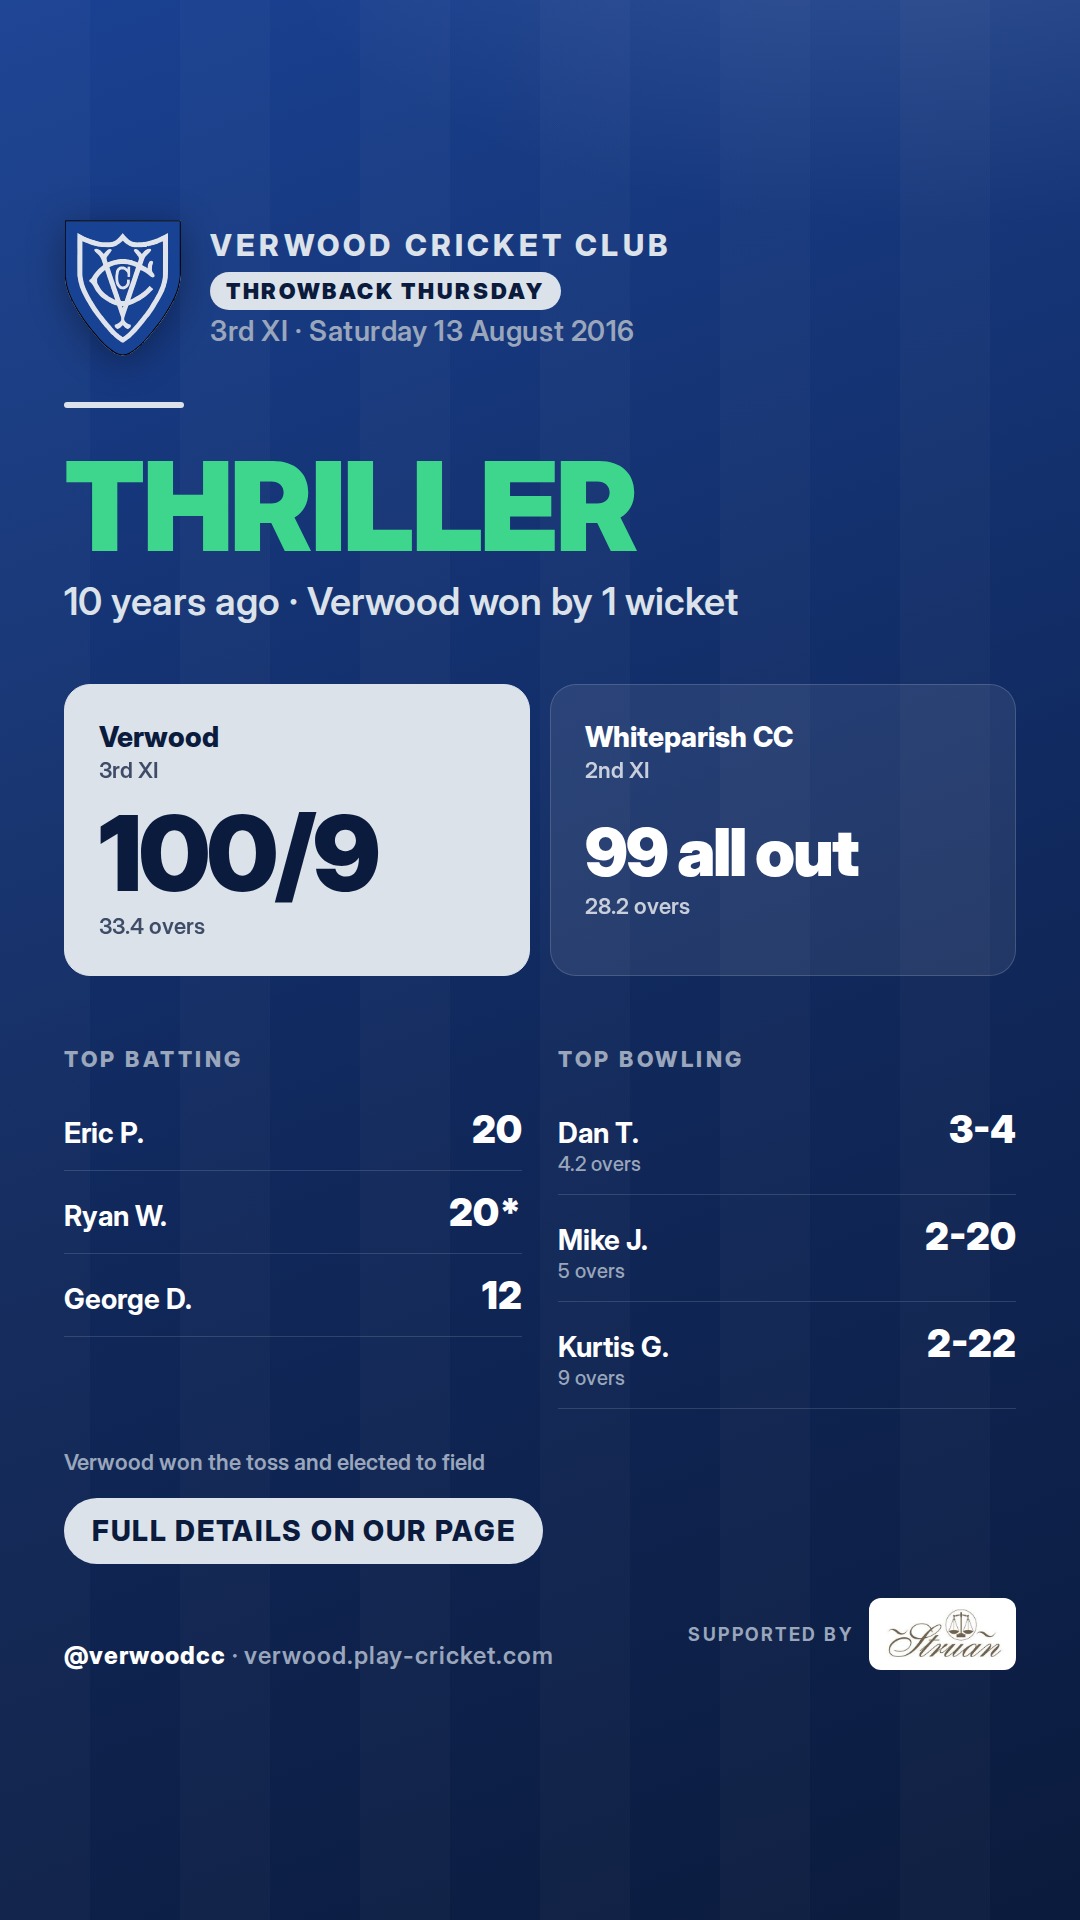 VERWOOD CRICKET CLUB
THROWBACK THURSDAY
3rd XI · Saturday 13 August 2016
THRILLER
10 years ago · Verwood won by 1 wicket
Verwood
3rd XI
100/9
33.4 overs
Whiteparish CC
2nd XI
99 all out
28.2 overs
TOP BATTING
Eric P. 20
Ryan W. 20*
George D. 12
TOP BOWLING
Dan T. 3-4
4.2 overs
Mike J. 2-20
5 overs
Kurtis G. 2-22
9 overs
Verwood won the toss and elected to field
FULL DETAILS ON OUR PAGE
@verwoodcc · verwood.play-cricket.com
SUPPORTED BY
Struan